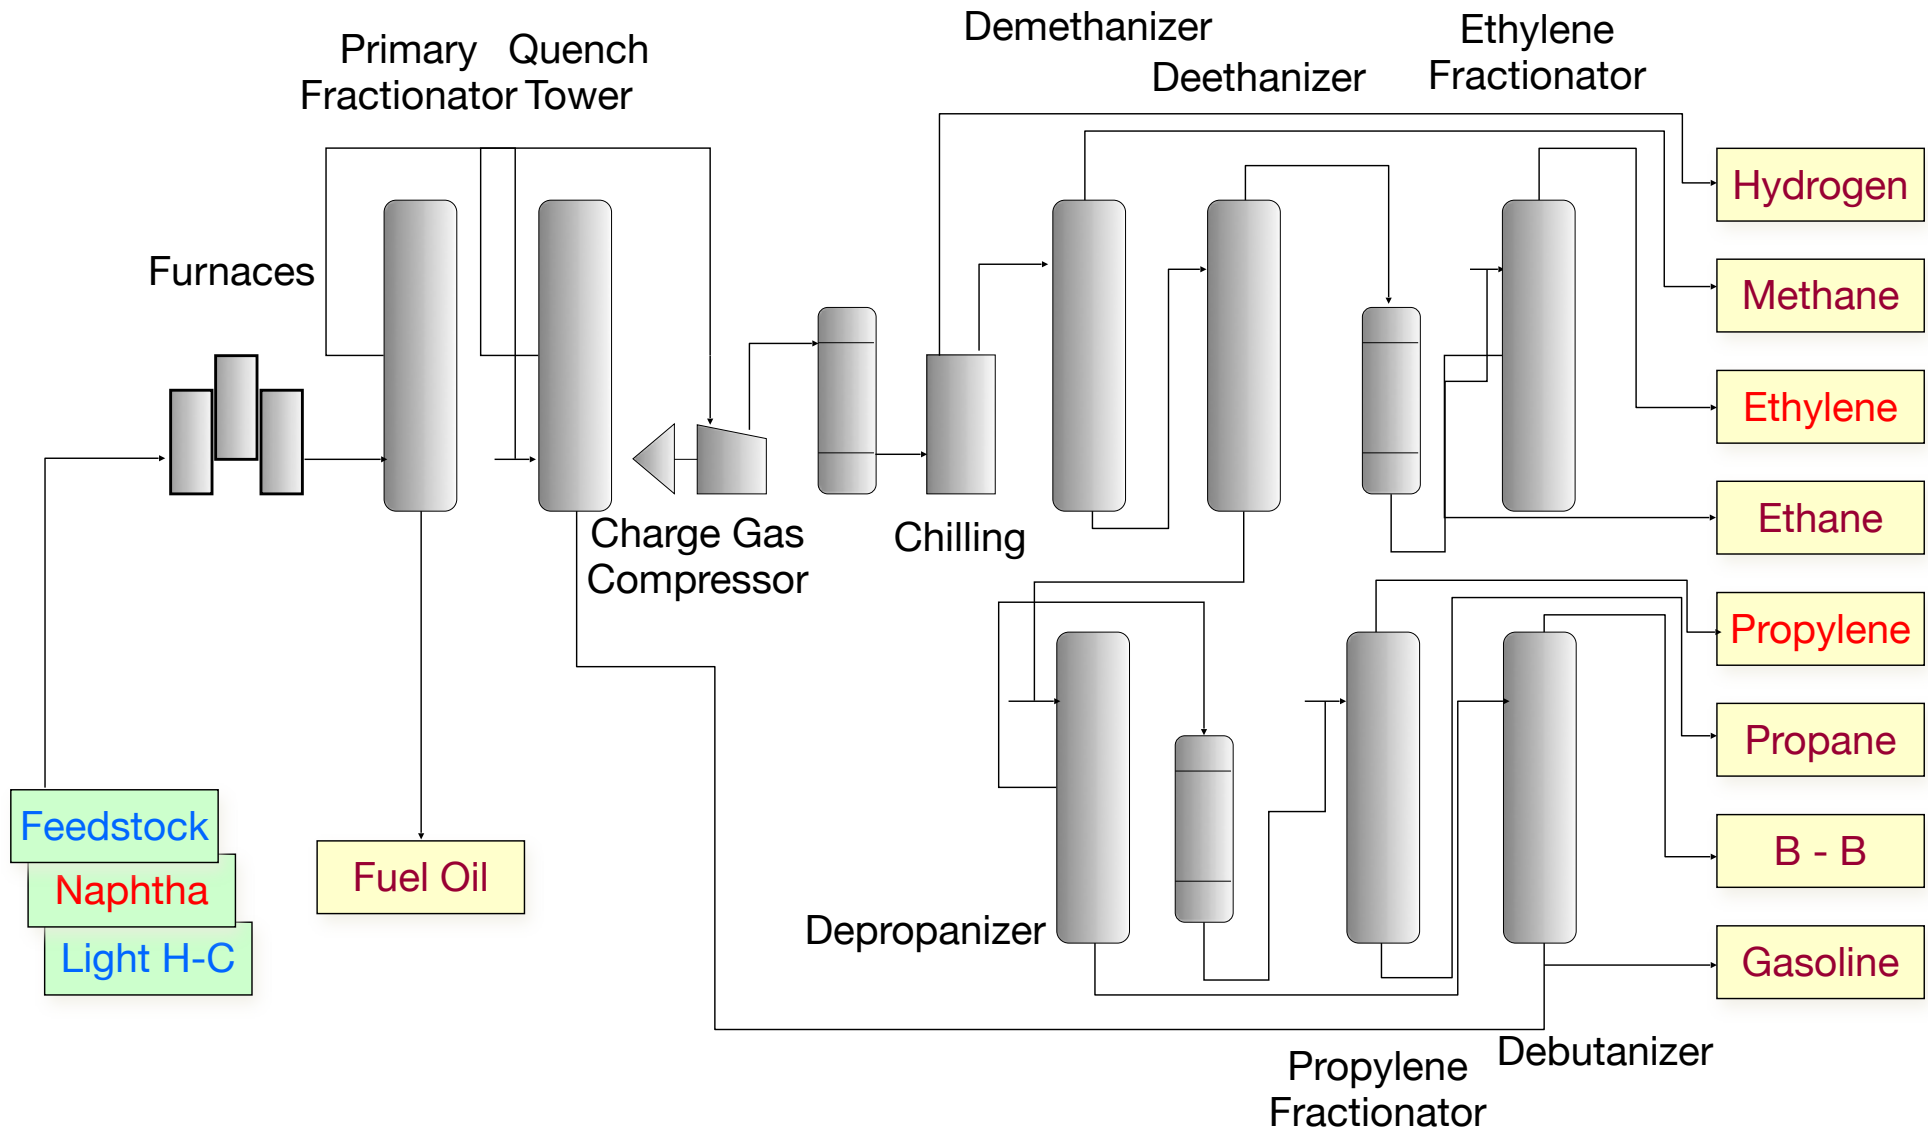 Demethanizer
Deethanizer
Ethylene
Fractionator
Primary
Fractionator
Quench
Tower
Furnaces
Charge Gas
Compressor
Chilling
Hydrogen
Methane
Ethylene
Ethane
Propylene
Propane
B - B
Gasoline
Feedstock
Naphtha
Light H-C
Fuel Oil
Depropanizer
Propylene
Fractionator
Debutanizer